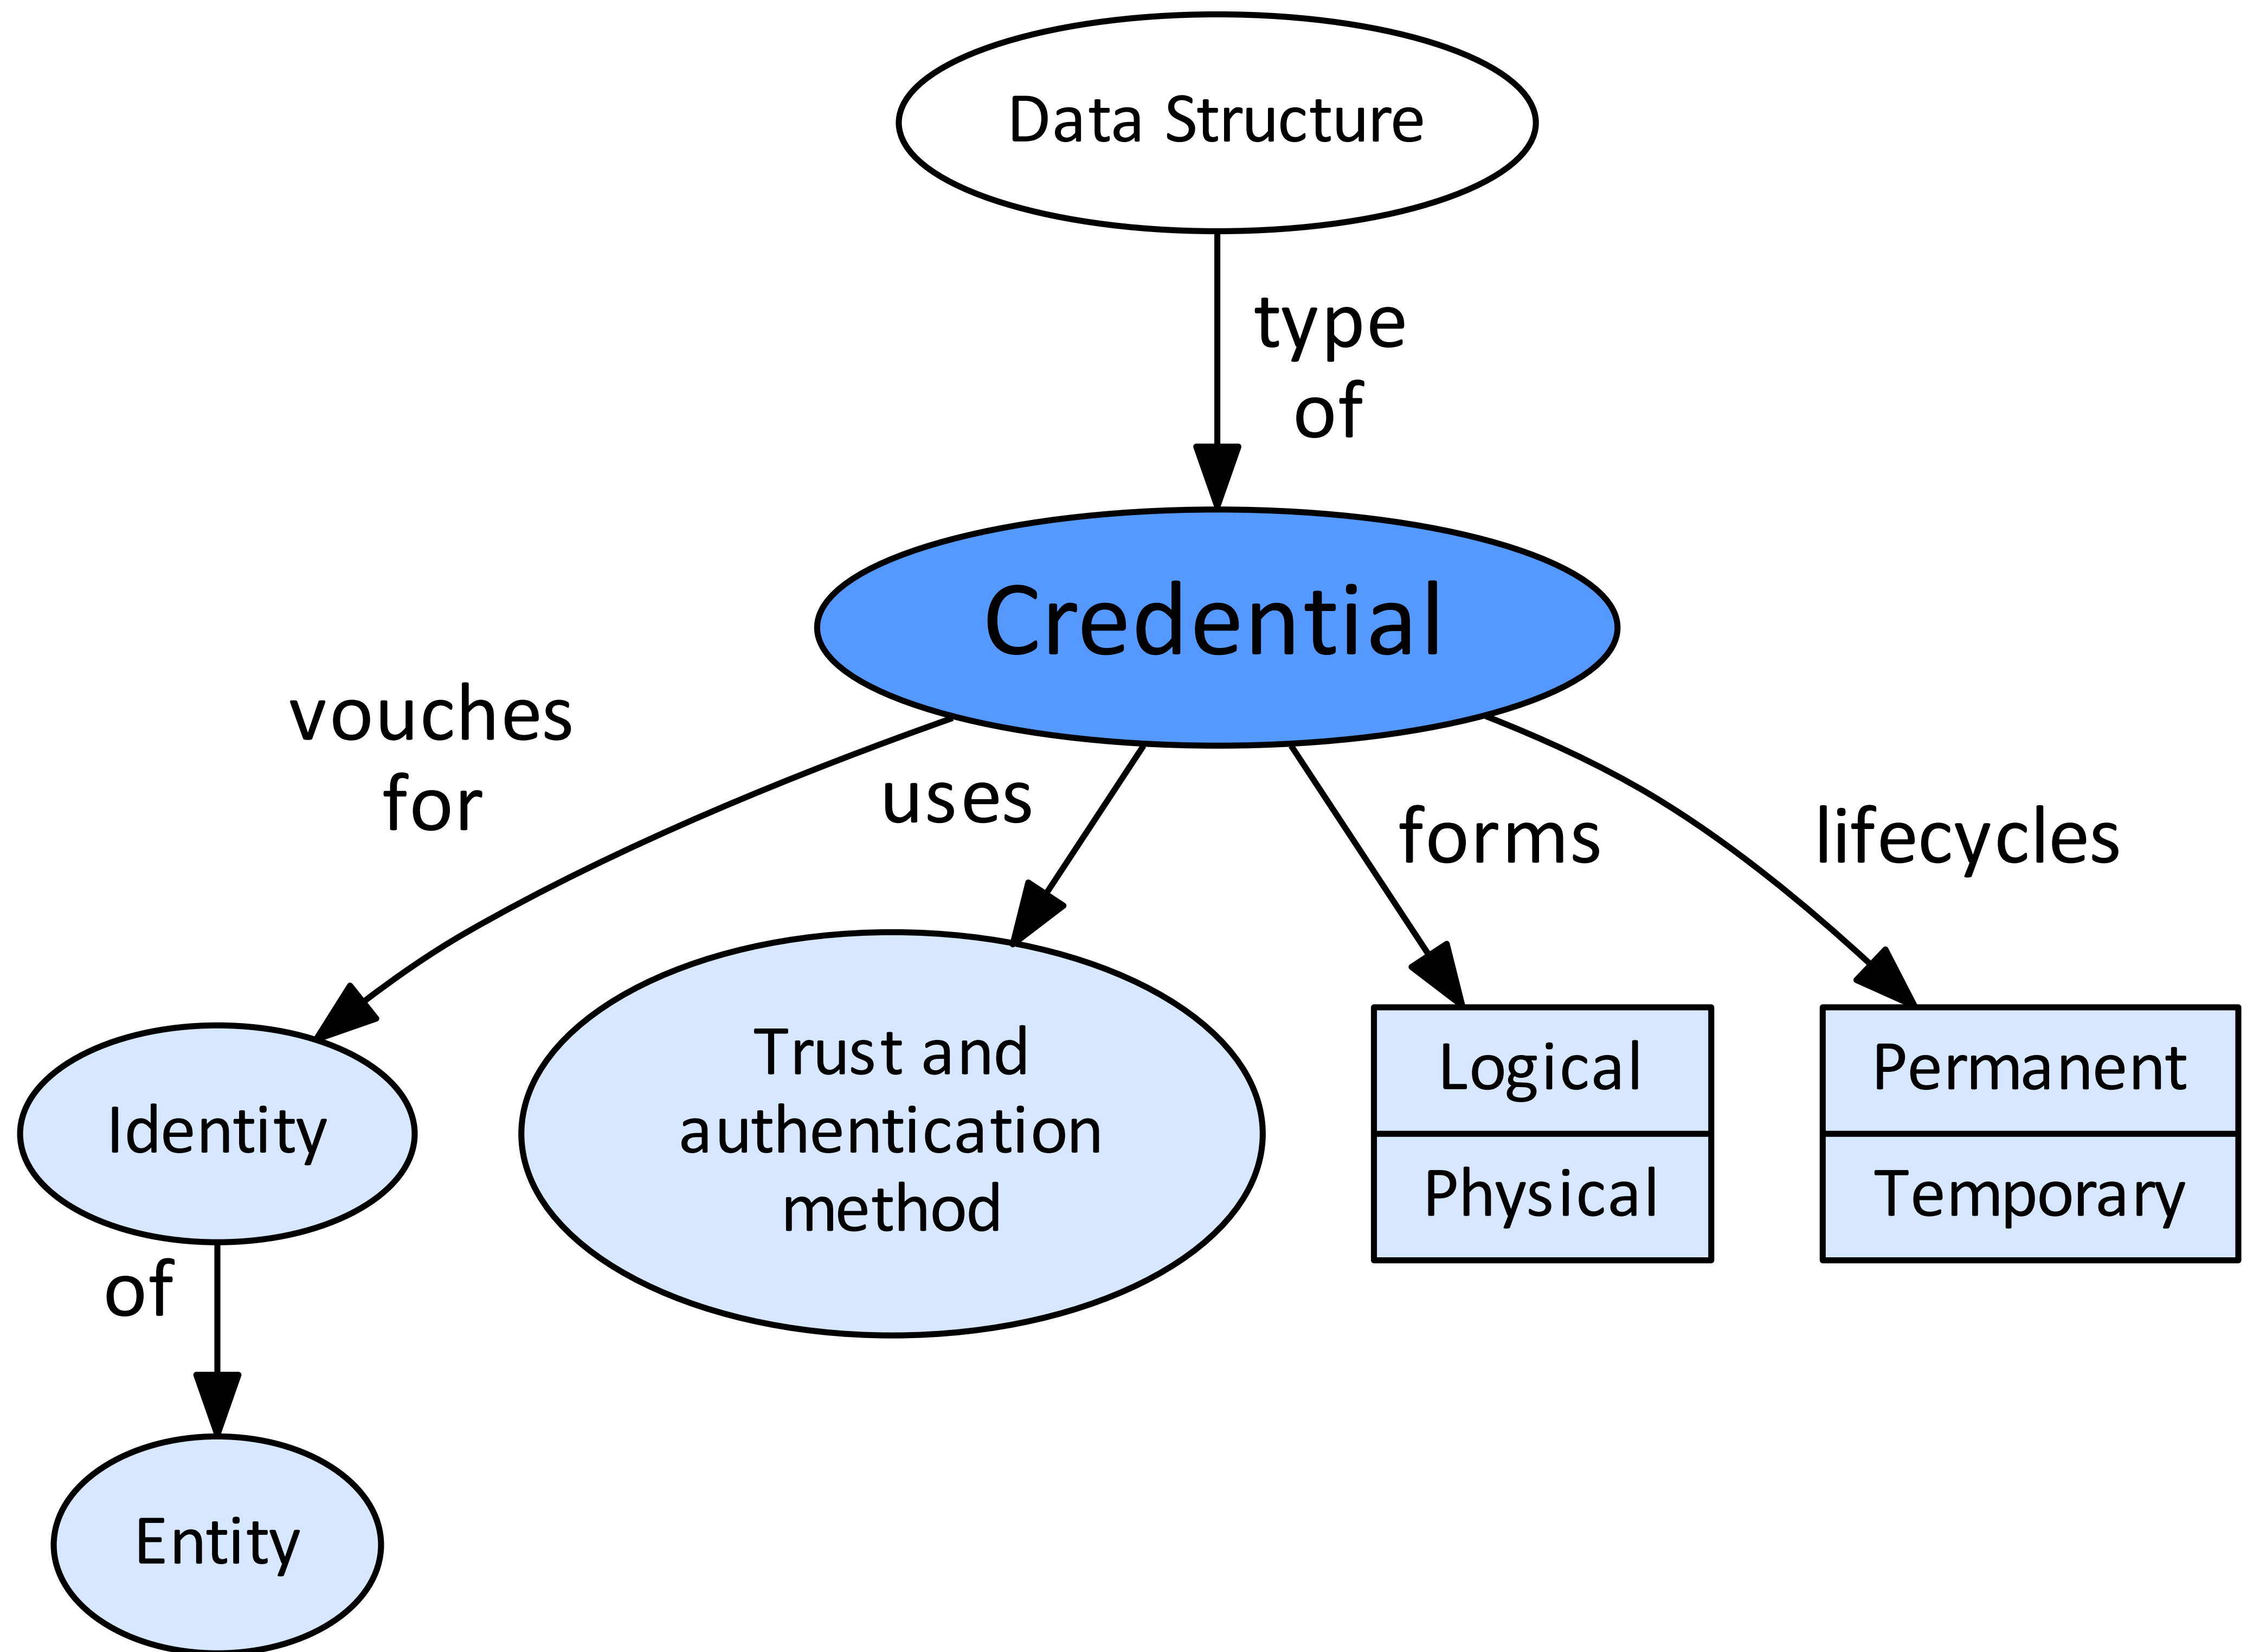 Data Structure
type
of
Credential
vouches
for
uses
forms
lifecycles
Identity
Trust and
authentication
method
Logical
Physical
Permanent
Temporary
of
Entity